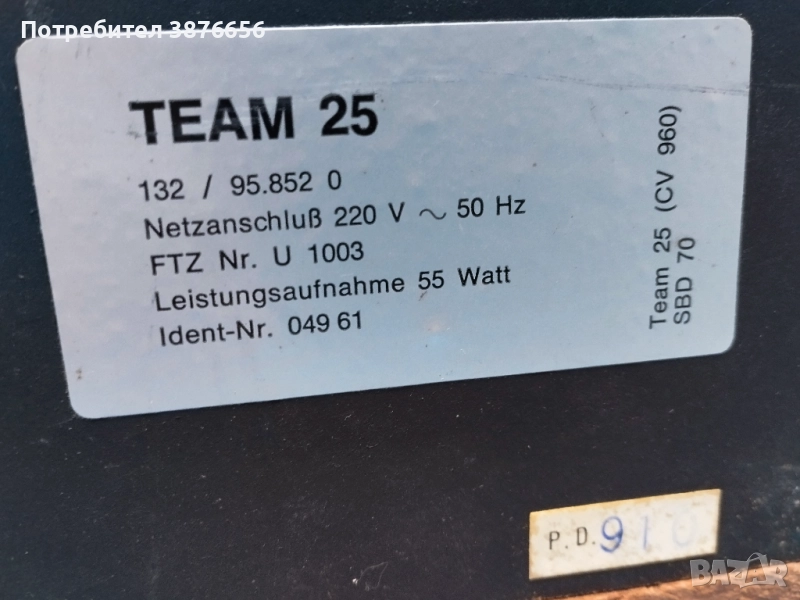 Потребител 3876656
TEAM 25
132 / 95.852 0
Netzanschluß 220 V ~ 50 Hz
FTZ Nr. U 1003
Leistungsaufnahme 55 Watt
Ident-Nr. 049 61
Team 25 (CV 960)
SBD 70
P.D. 910
BAZAR